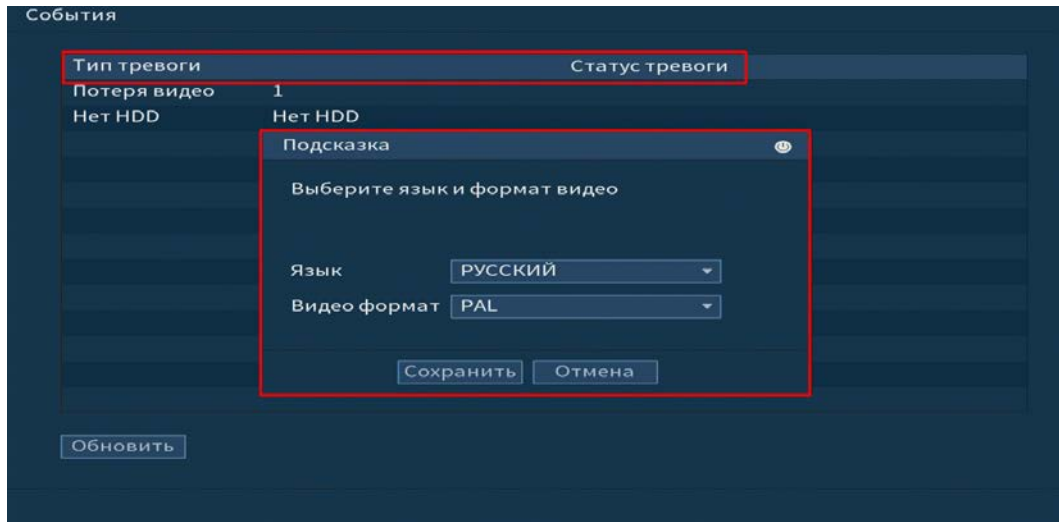 События
Тип тревоги Статус тревоги
Потеря видео 1
Нет HDD Нет HDD
Подсказка
Выберите язык и формат видео
Язык РУССКИЙ
Видео формат PAL
Сохранить Отмена
Обновить